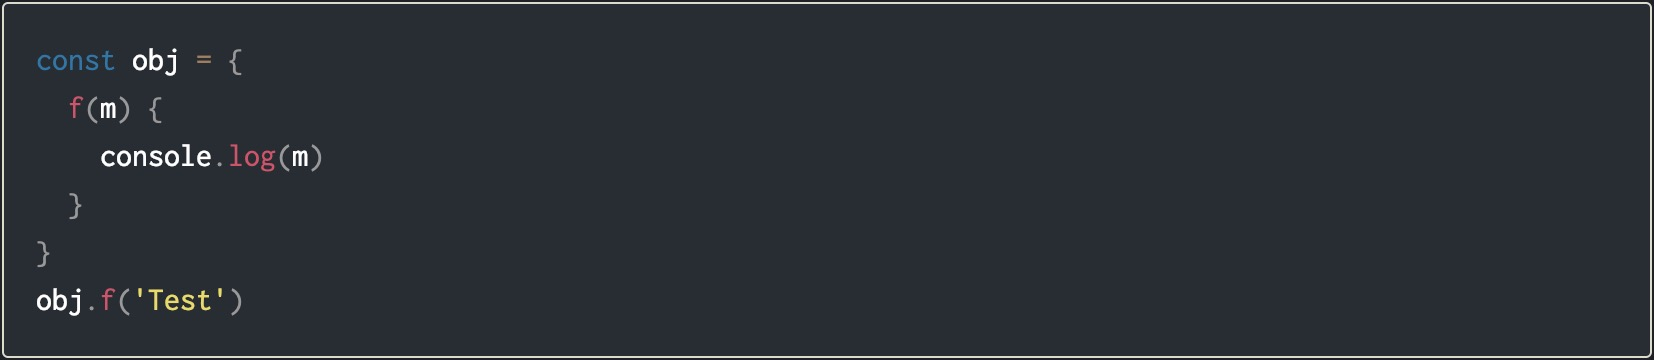 const obj = {
  f(m) {
    console.log(m)
  }
}
obj.f('Test')